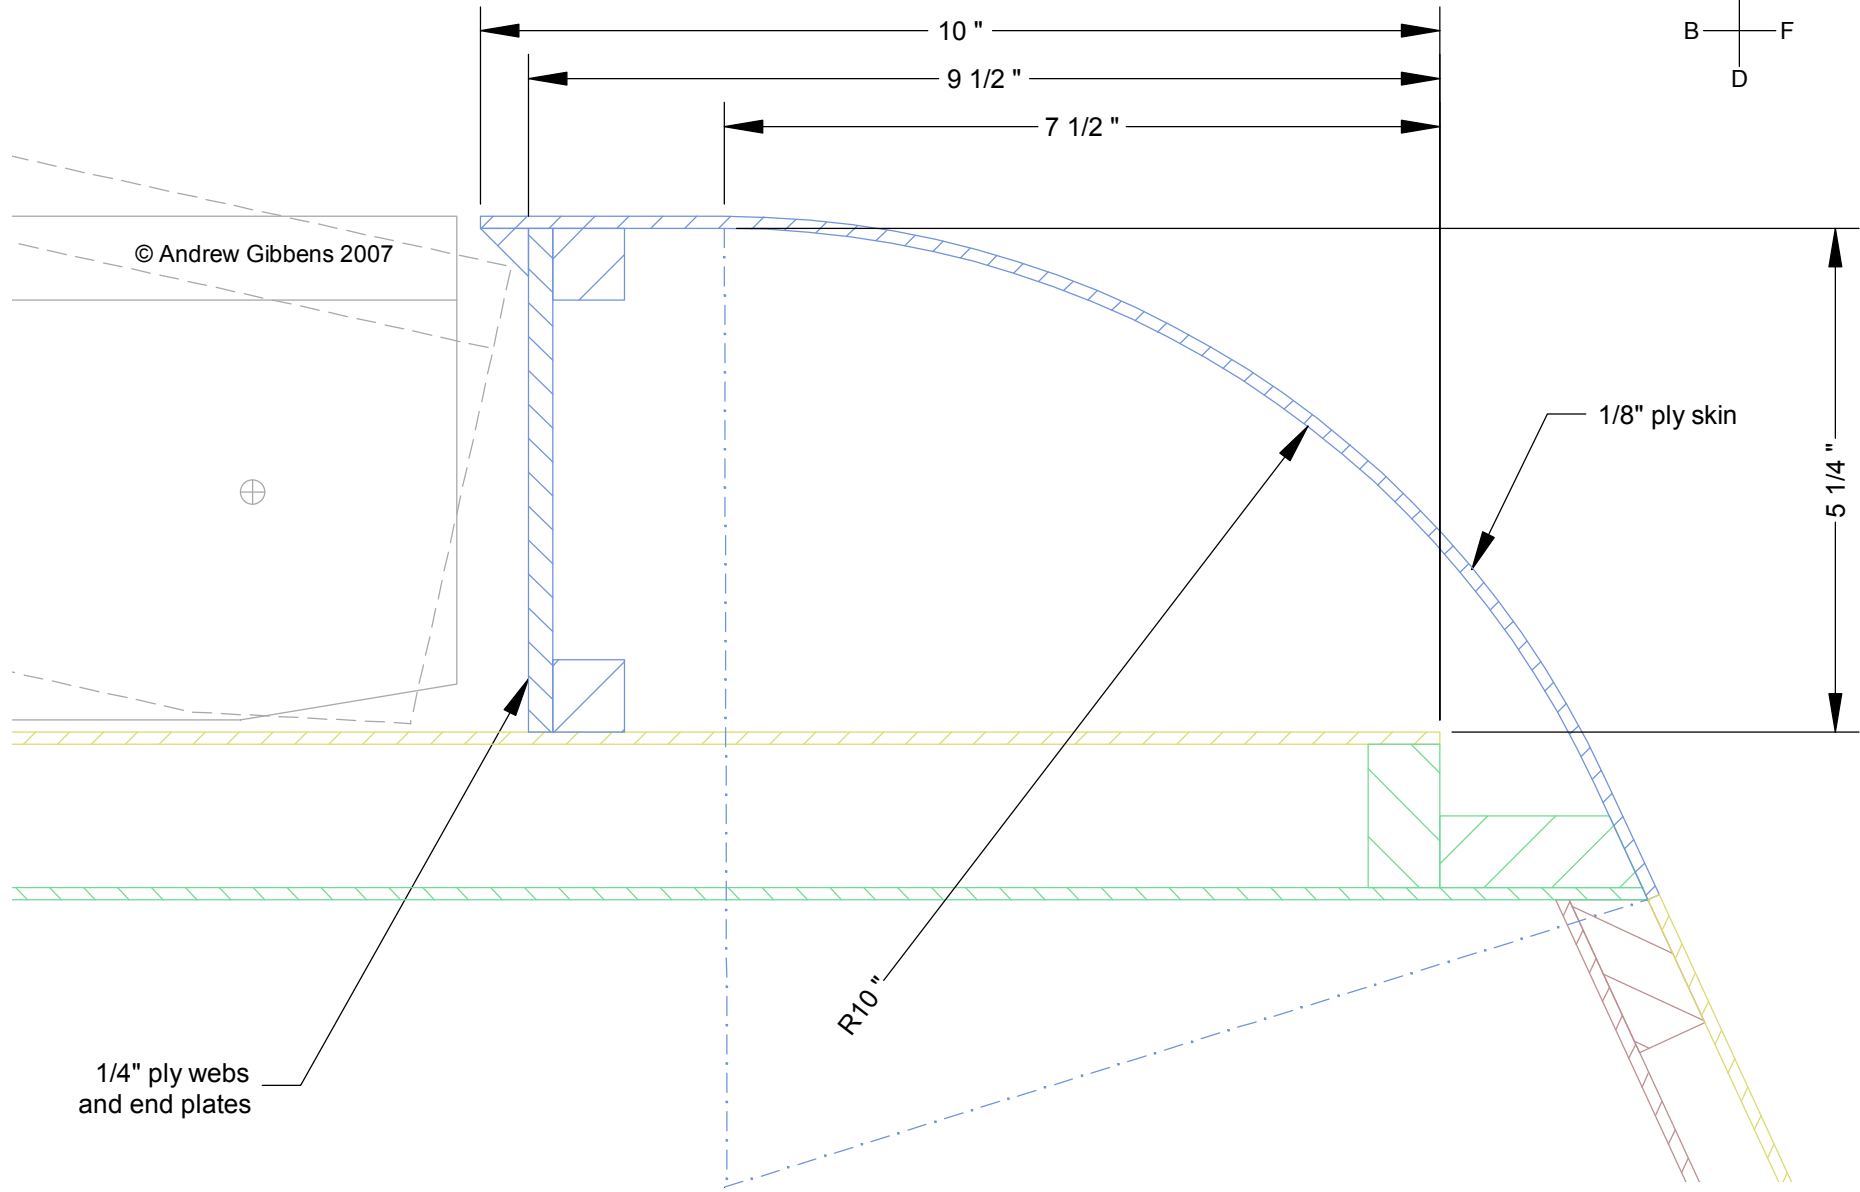 10 "
B F
9 1/2 "
D
7 1/2 "
© Andrew Gibbens 2007
1/8" ply skin
5 1/4 "
R10 "
1/4" ply webs
and end plates